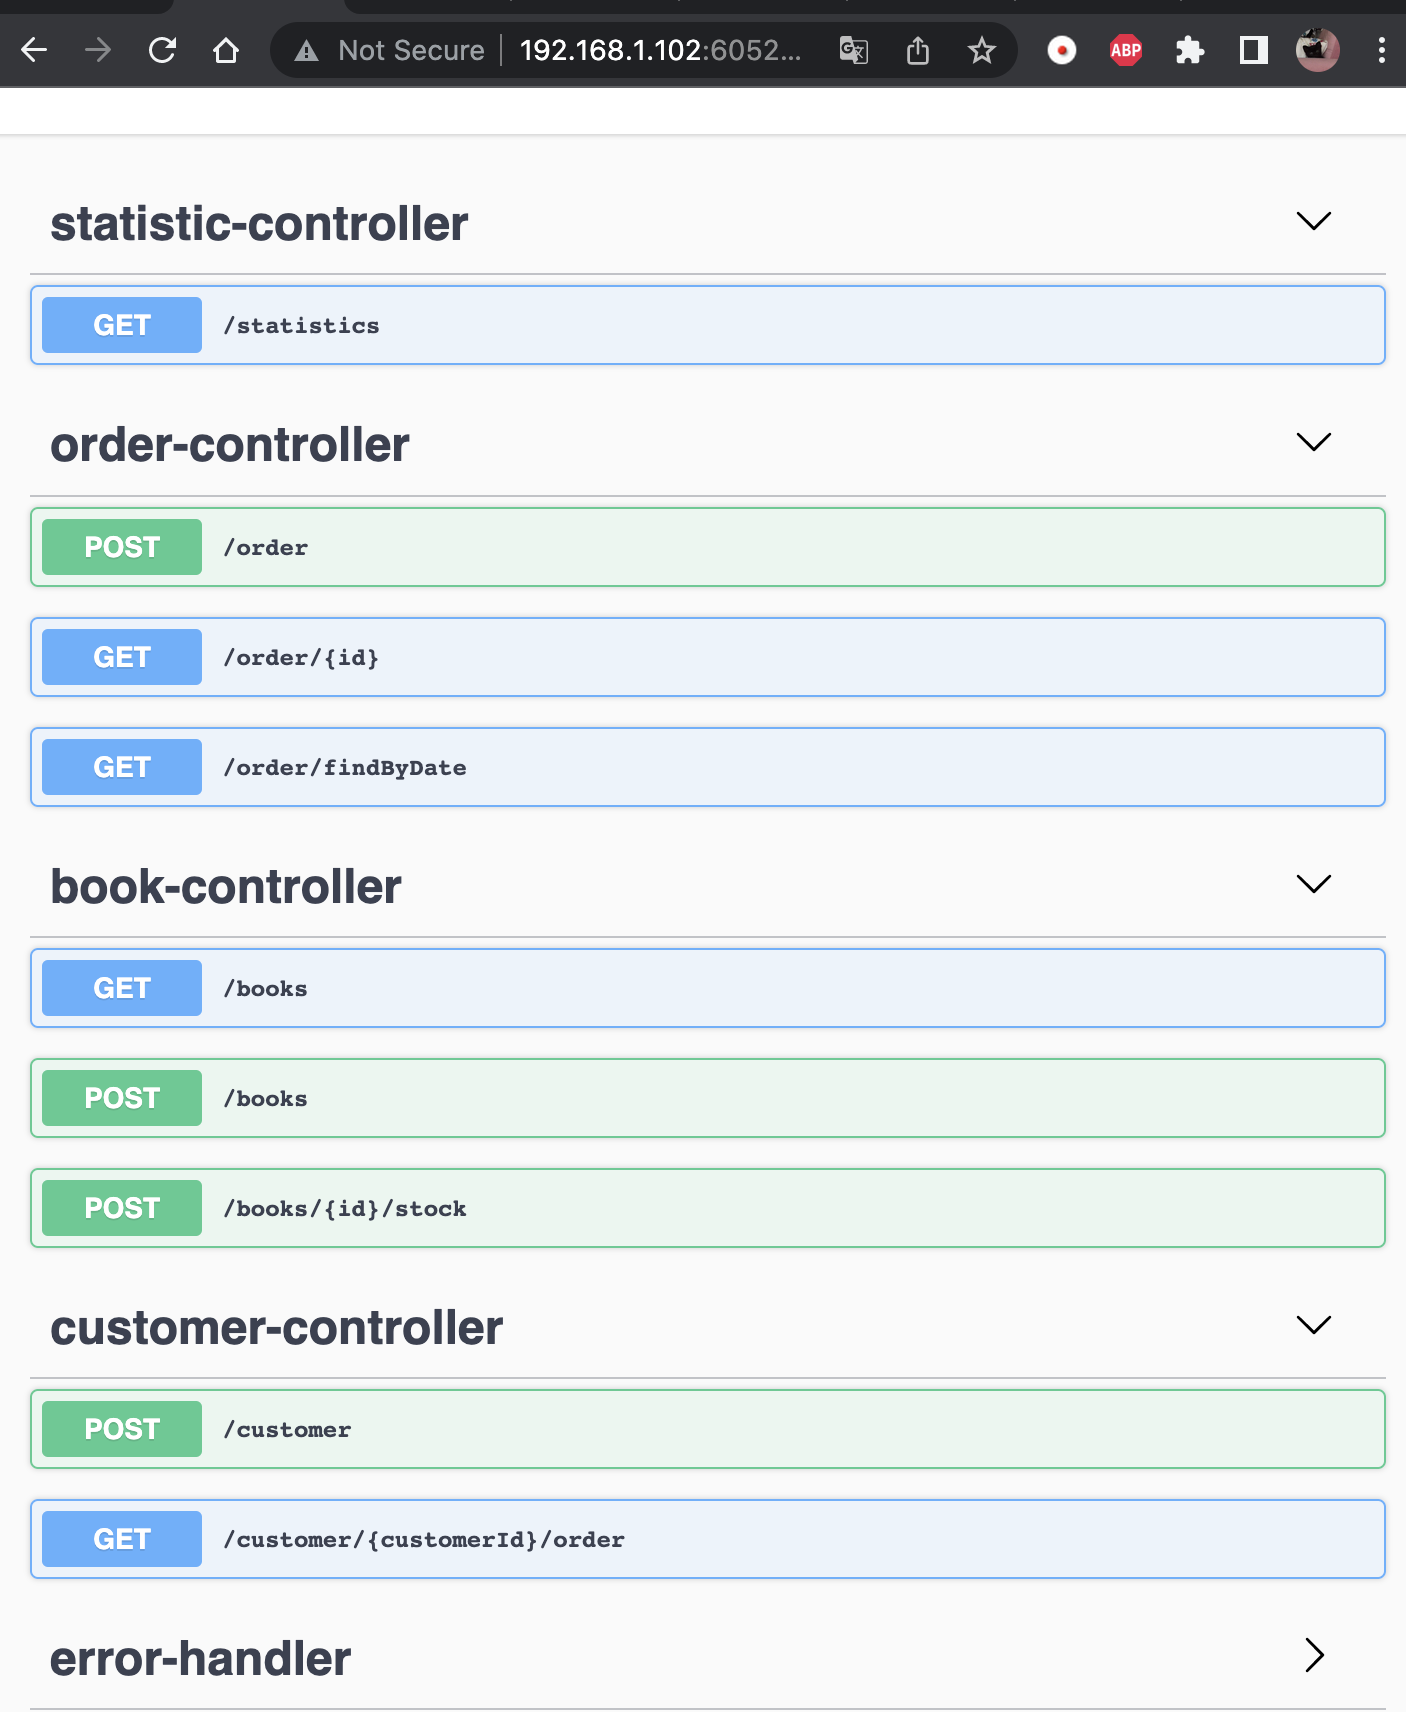 Not Secure 192.168.1.102:6052...
ABP
statistic-controller
GET /statistics
order-controller
POST /order
GET /order/{id}
GET /order/findByDate
book-controller
GET /books
POST /books
POST /books/{id}/stock
customer-controller
POST /customer
GET /customer/{customerId}/order
error-handler